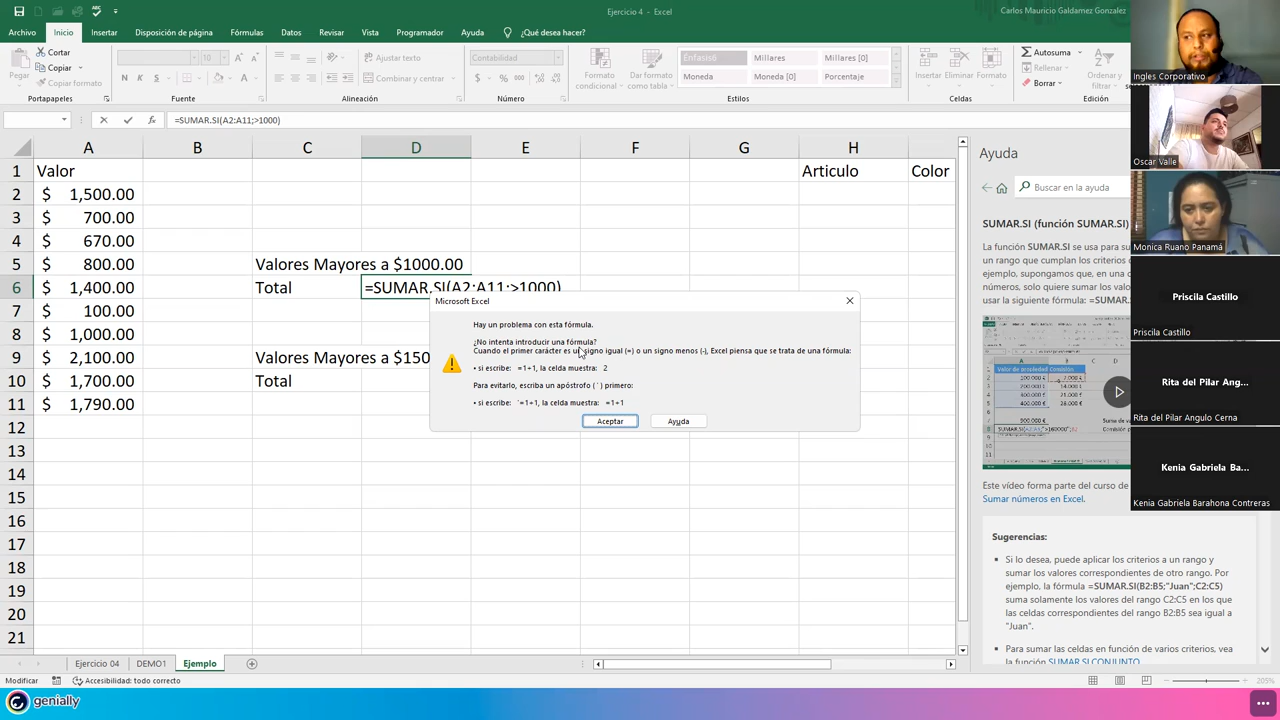 Ejercicio 4 - Excel
Carlos Mauricio Galdamez Gonzalez
Archivo
Inicio
Insertar
Disposición de página
Fórmulas
Datos
Revisar
Vista
Programador
Ayuda
¿Qué desea hacer?
Pegar
Cortar
Copiar
Copiar formato
Portapapeles
N K S
Fuente
Ajustar texto
Combinar y centrar
Alineación
Contabilidad
Número
Formato condicional
Dar formato como tabla
Énfasis6
Millares
Millares [0]
Moneda
Moneda [0]
Porcentaje
Estilos
Insertar
Eliminar
Formato
Celdas
Autosuma
Rellenar
Borrar
Ordenar y filtrar
Edición
fx
=SUMAR.SI(A2:A11;>1000)
A B C D E F G H
1 Valor Articulo Color
2 $ 1,500.00
3 $ 700.00
4 $ 670.00
5 $ 800.00 Valores Mayores a $1000.00
6 $ 1,400.00 Total =SUMAR.SI(A2:A11;>1000)
7 $ 100.00
8 $ 1,000.00
9 $ 2,100.00 Valores Mayores a $150
10 $ 1,700.00 Total
11 $ 1,790.00
12
13
14
15
16
17
18
19
20
21
Microsoft Excel
Hay un problema con esta fórmula.
¿No intenta introducir una fórmula?
Cuando el primer carácter es un signo igual (=) o un signo menos (-), Excel piensa que se trata de una fórmula:
• si escribe: =1+1, la celda muestra: 2
Para evitarlo, escriba un apóstrofo (`) primero:
• si escribe: `=1+1, la celda muestra: =1+1
Aceptar
Ayuda
Ayuda
Buscar en la ayuda
SUMAR.SI (función SUMAR.SI)
La función SUMAR.SI se usa para su
un rango que cumplan los criterios c
ejemplo, supongamos que, en una c
números, solo quiere sumar los valor
usar la siguiente fórmula: =SUMAR.S
Este vídeo forma parte del curso de
Sumar números en Excel.
Sugerencias:
Si lo desea, puede aplicar los criterios a un rango y
sumar los valores correspondientes de otro rango. Por
ejemplo, la fórmula =SUMAR.SI(B2:B5;"Juan";C2:C5)
suma solamente los valores del rango C2:C5 en los que
las celdas correspondientes del rango B2:B5 sea igual a
"Juan".
Para sumar las celdas en función de varios criterios, vea
la función SUMAR.SI.CONJUNTO
Ingles Corporativo
Oscar Valle
Monica Ruano Panamá
Priscila Castillo
Priscila Castillo
Rita del Pilar Ang...
Rita del Pilar Angulo Cerna
Kenia Gabriela Ba...
Kenia Gabriela Barahona Contreras
Ejercicio 04
DEMO1
Ejemplo
Modificar
Accesibilidad: todo correcto
205%
genially